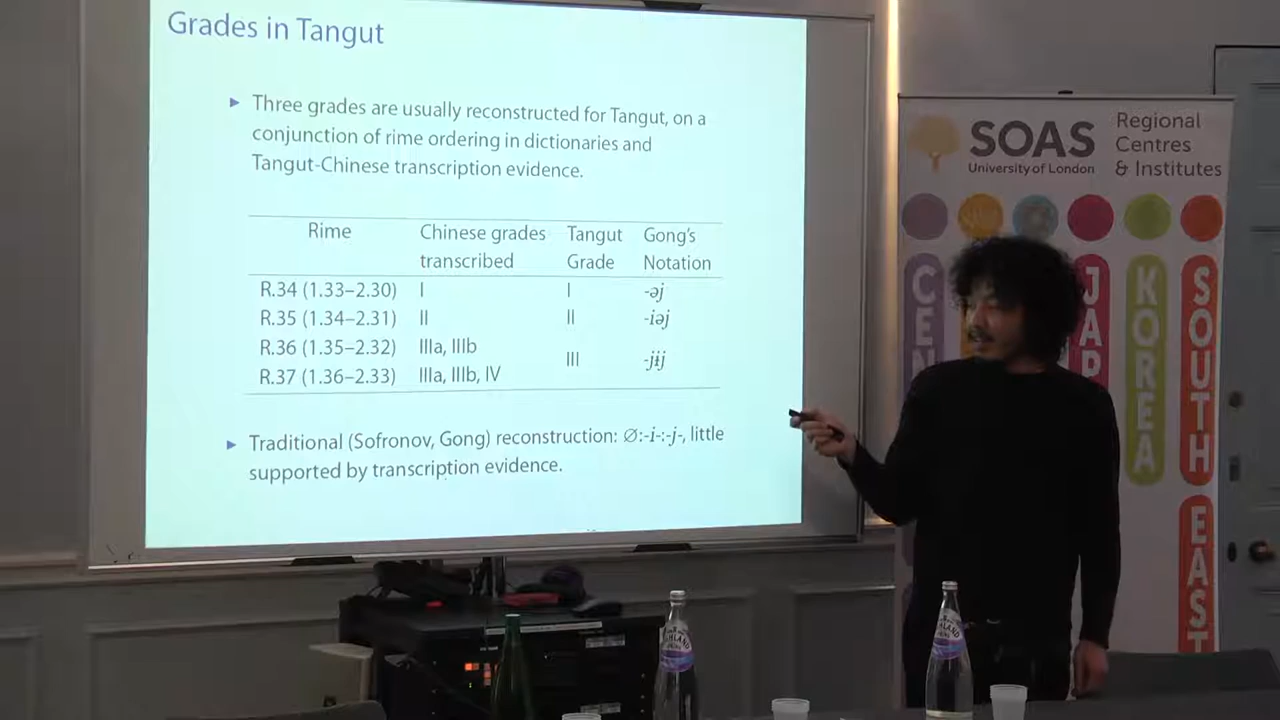 Grades in Tangut
▶ Three grades are usually reconstructed for Tangut, on a
conjunction of rime ordering in dictionaries and
Tangut-Chinese transcription evidence.
Rime Chinese grades Tangut Gong's
transcribed Grade Notation
R.34 (1.33–2.30) I I -əj
R.35 (1.34–2.31) II II -iəj
R.36 (1.35–2.32) IIIa, IIIb
III -jɨj
R.37 (1.36–2.33) IIIa, IIIb, IV
▶ Traditional (Sofronov, Gong) reconstruction: ∅:-i-:-j-, little
supported by transcription evidence.
SOAS
University of London
Regional
Centres
& Institutes
CEN
JAP
KOREA
SOUTH
EAST